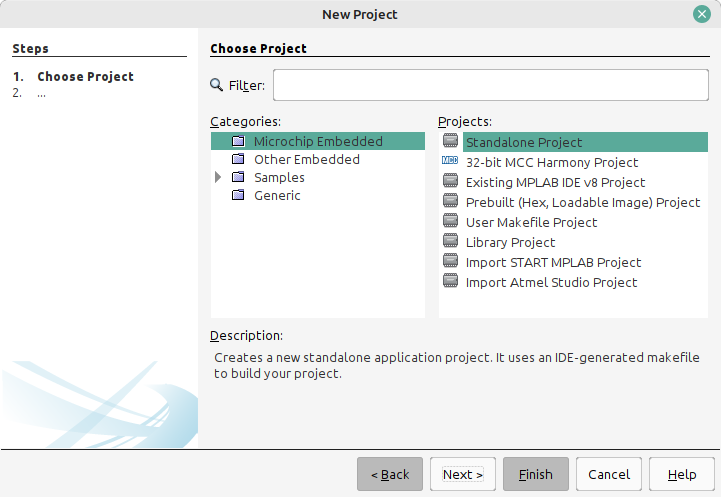 New Project
Steps
1. Choose Project
2. ...
Choose Project
Filter:
Categories:
Microchip Embedded
Other Embedded
Samples
Generic
Projects:
Standalone Project
MCC 32-bit MCC Harmony Project
Existing MPLAB IDE v8 Project
Prebuilt (Hex, Loadable Image) Project
User Makefile Project
Library Project
Import START MPLAB Project
Import Atmel Studio Project
Description:
Creates a new standalone application project. It uses an IDE-generated makefile
to build your project.
< Back
Next >
Finish
Cancel
Help